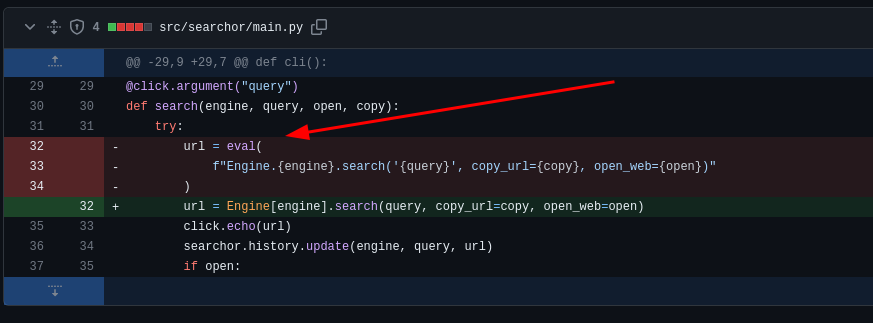 4 src/searchor/main.py
@@ -29,9 +29,7 @@ def cli():
29 29 @click.argument("query")
30 30 def search(engine, query, open, copy):
31 31 try:
32 - url = eval(
33 - f"Engine.{engine}.search('{query}', copy_url={copy}, open_web={open})"
34 - )
32 + url = Engine[engine].search(query, copy_url=copy, open_web=open)
35 33 click.echo(url)
36 34 searchor.history.update(engine, query, url)
37 35 if open: